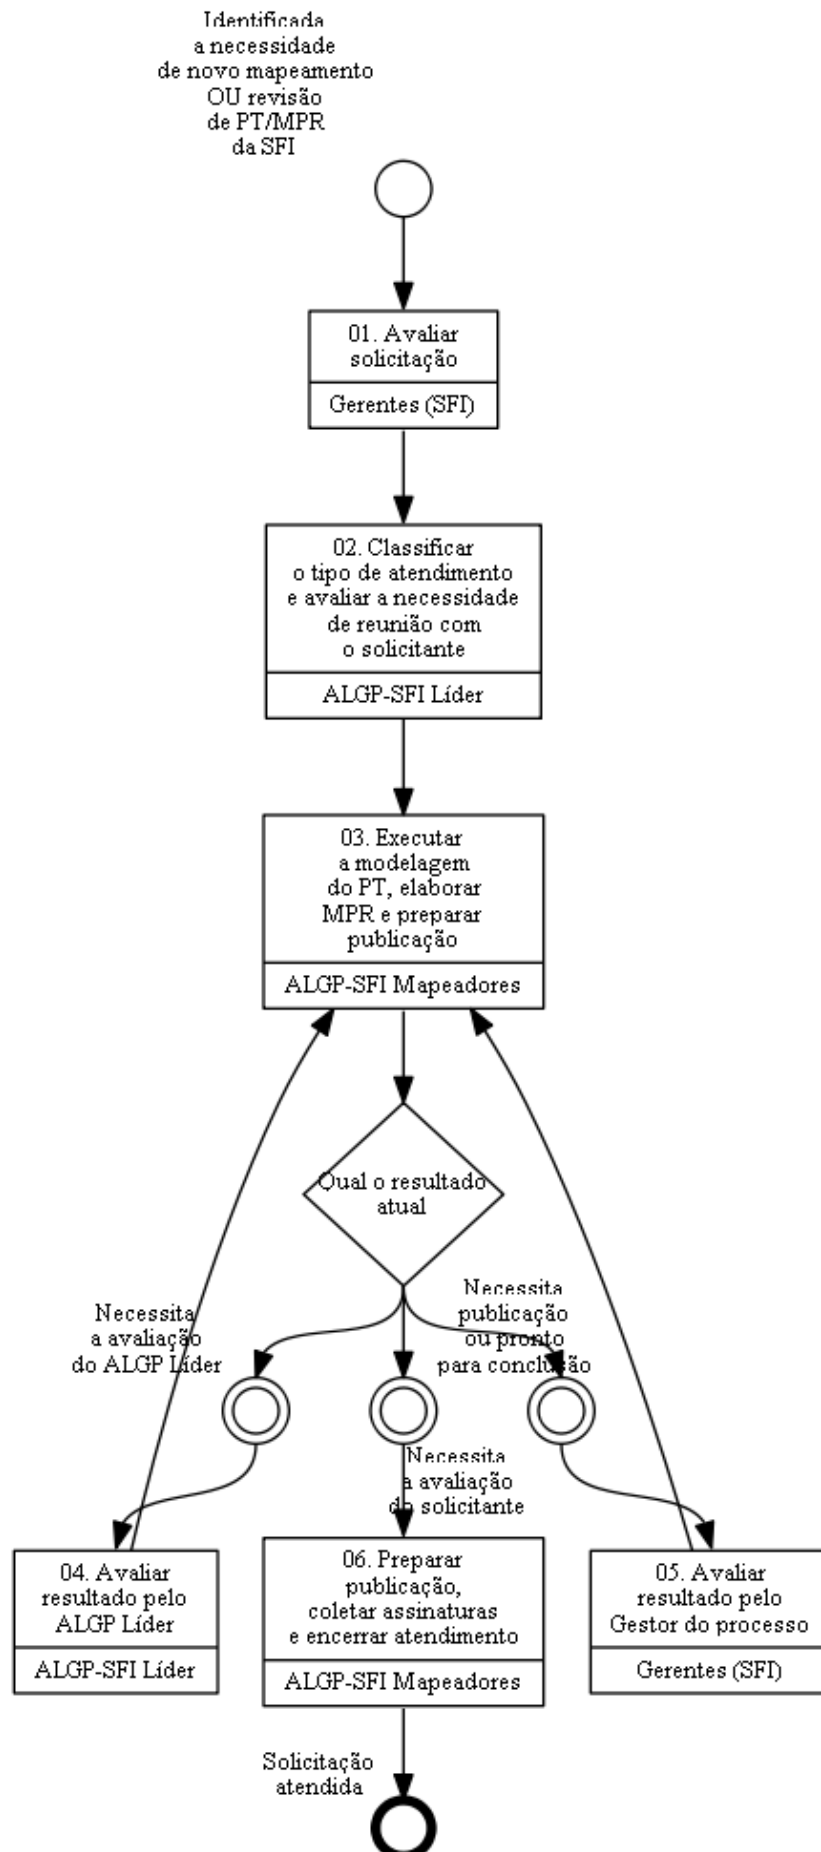 Identificada
a necessidade
de novo mapeamento
OU revisão
de PT/MPR
da SFI
01. Avaliar
solicitação
Gerentes (SFI)
02. Classificar
o tipo de atendimento
e avaliar a necessidade
de reunião com
o solicitante
ALGP-SFI Líder
03. Executar
a modelagem
do PT, elaborar
MPR e preparar
publicação
ALGP-SFI Mapeadores
Qual o resultado
atual
Necessita
a avaliação
do ALGP Líder
Necessita
publicação
ou pronto
para conclusão
Necessita
a avaliação
do solicitante
04. Avaliar
resultado pelo
ALGP Líder
ALGP-SFI Líder
06. Preparar
publicação,
coletar assinaturas
e encerrar atendimento
ALGP-SFI Mapeadores
05. Avaliar
resultado pelo
Gestor do processo
Gerentes (SFI)
Solicitação
atendida